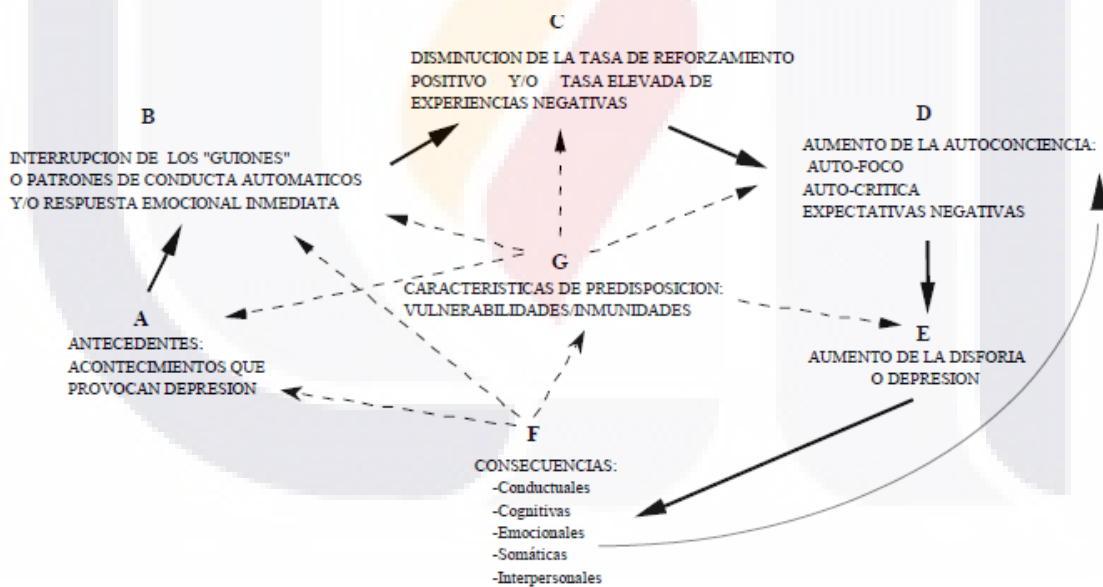 C
DISMINUCION DE LA TASA DE REFORZAMIENTO
POSITIVO Y/O TASA ELEVADA DE
EXPERIENCIAS NEGATIVAS
B
INTERRUPCION DE LOS "GUIONES"
O PATRONES DE CONDUCTA AUTOMATICOS
Y/O RESPUESTA EMOCIONAL INMEDIATA
D
AUMENTO DE LA AUTOCONCIENCIA:
AUTO-FOCO
AUTO-CRITICA
EXPECTATIVAS NEGATIVAS
G
CARACTERISTICAS DE PREDISPOSICION:
VULNERABILIDADES/INMUNIDADES
A
ANTECEDENTES:
ACONTECIMIENTOS QUE
PROVOCAN DEPRESION
E
AUMENTO DE LA DISFORIA
O DEPRESION
F
CONSECUENCIAS:
-Conductuales
-Cognitivas
-Emocionales
-Somáticas
-Interpersonales